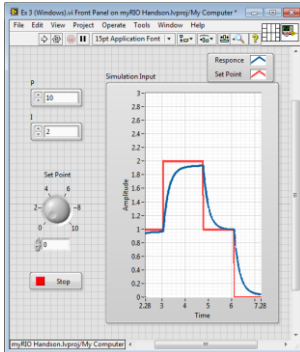 Ex 3 (Windows).vi Front Panel on myRIO Handson.lvproj/My Computer *
File Edit View Project Operate Tools Window Help
15pt Application Font
Responce
Set Point
P
10
I
2
Set Point
4 6
2 8
0 10
0
Stop
Simulation Input
Amplitude
3
2.8
2.6
2.4
2.2
2
1.8
1.6
1.4
1.2
1
0.8
0.6
0.4
0.2
0
2.28 3 4 5 6 7.28
Time
myRIO Handson.lvproj/My Computer